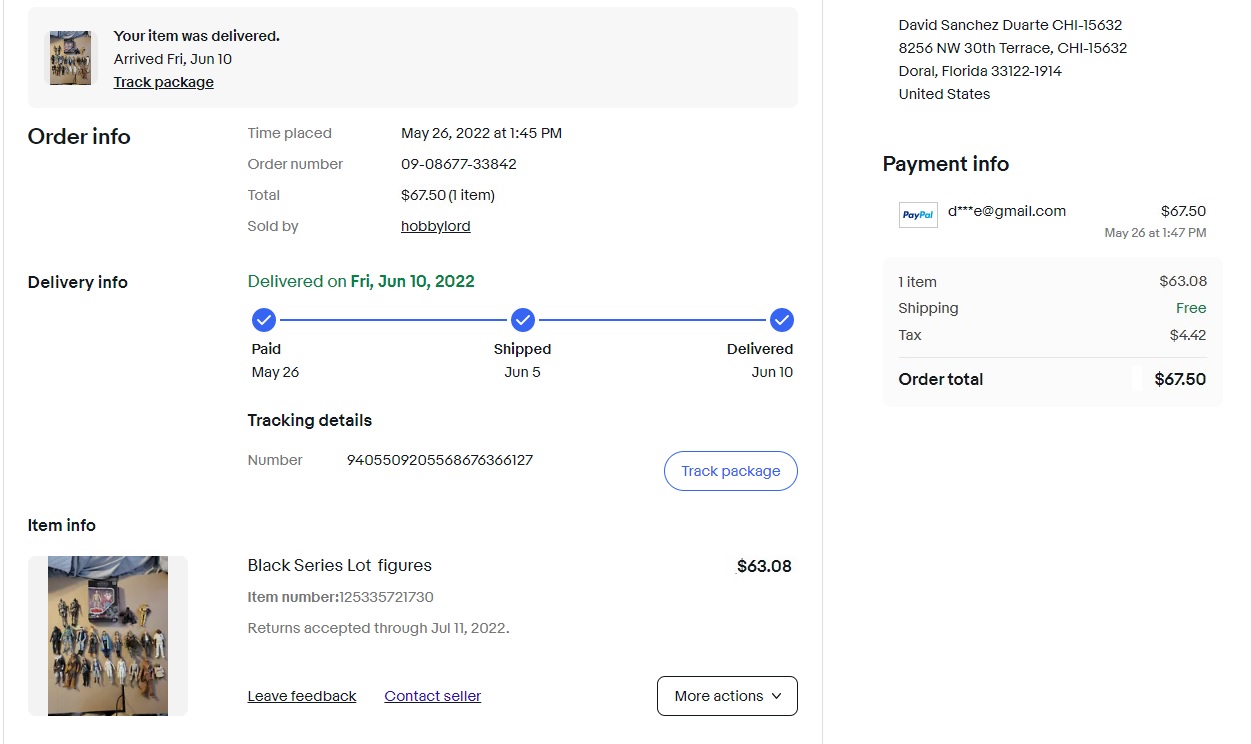 Your item was delivered.
Arrived Fri, Jun 10
Track package
Order info
Time placed May 26, 2022 at 1:45 PM
Order number 09-08677-33842
Total $67.50 (1 item)
Sold by hobbylord
Delivery info
Delivered on Fri, Jun 10, 2022
Paid Shipped Delivered
May 26 Jun 5 Jun 10
Tracking details
Number 9405509205568676366127
Track package
Item info
Black Series Lot figures $63.08
Item number:125335721730
Returns accepted through Jul 11, 2022.
Leave feedback Contact seller More actions
David Sanchez Duarte CHI-15632
8256 NW 30th Terrace, CHI-15632
Doral, Florida 33122-1914
United States
Payment info
PayPal d***e@gmail.com $67.50
May 26 at 1:47 PM
1 item $63.08
Shipping Free
Tax $4.42
Order total $67.50